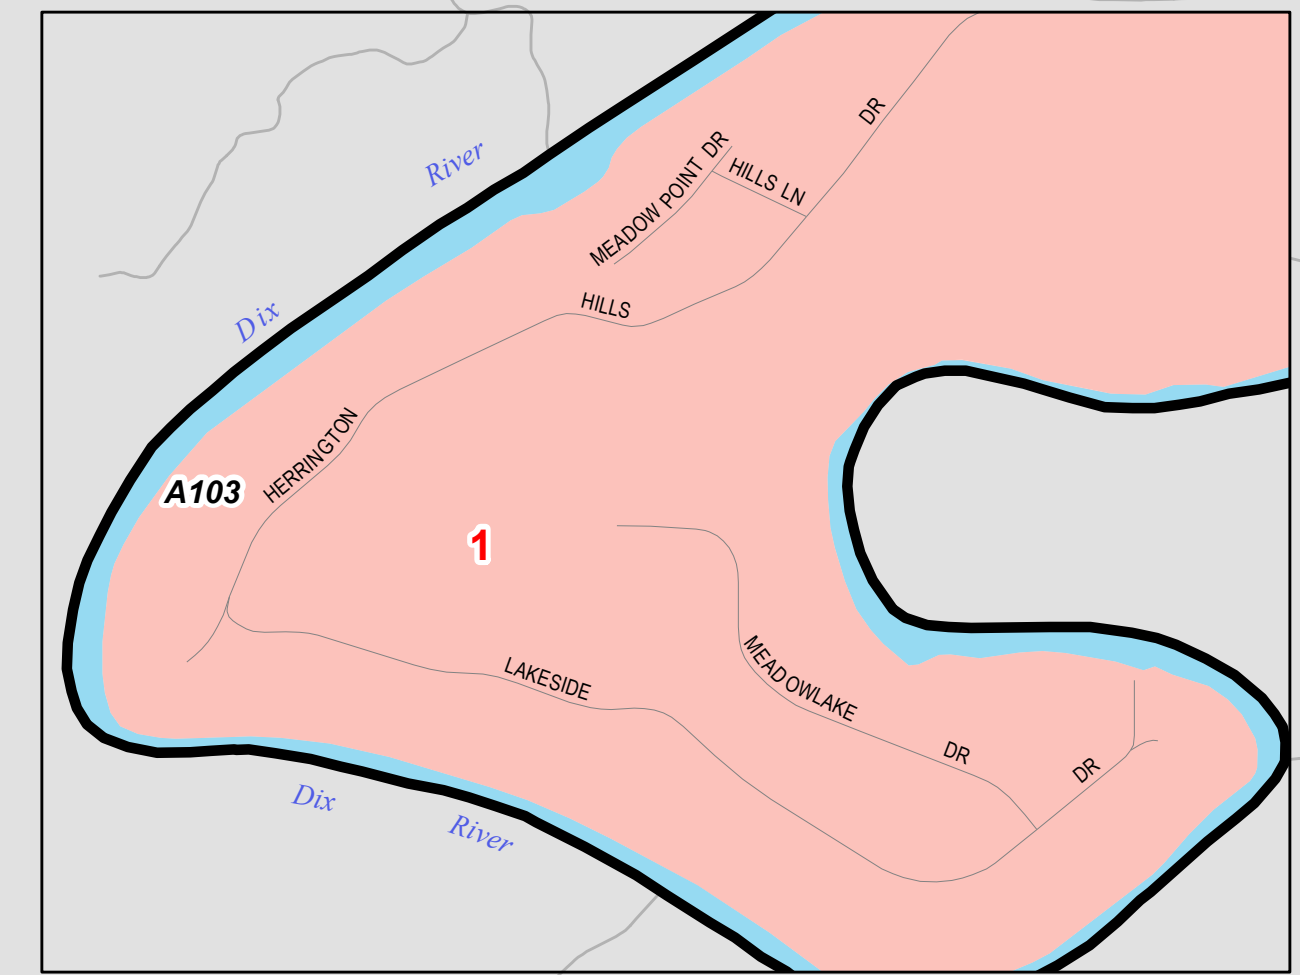 DR
MEADOW POINT DR
HILLS LN
River
Dix
HILLS
HERRINGTON
A103
1
LAKESIDE
MEADOWLAKE
DR
DR
Dix
River